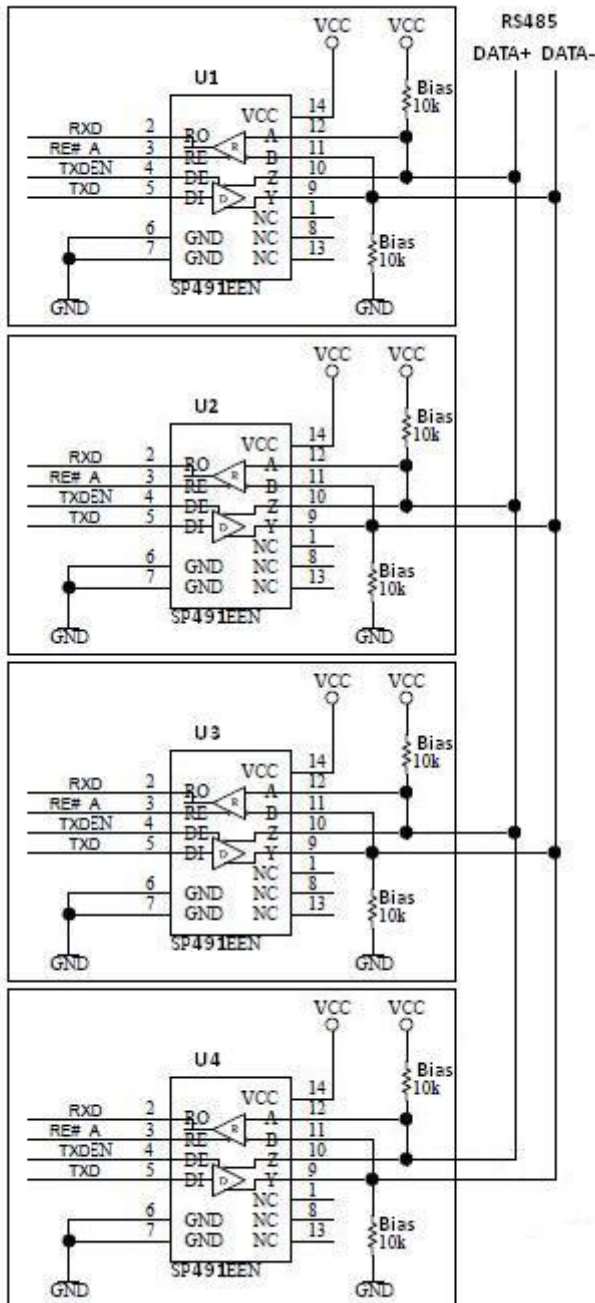 RS485
DATA+ DATA-
VCC VCC
U1
Bias
10k
14
VCC
RXD 2 RO A 12
RE# A 3 RE R B 11
TXDEN 4 DE Z 10
TXD 5 DI D Y 9
NC 1
6 GND NC 8
7 GND NC 13
Bias
10k
GND SP491EEN GND
VCC VCC
U2
Bias
10k
14
VCC
RXD 2 RO A 12
RE# A 3 RE R B 11
TXDEN 4 DE Z 10
TXD 5 DI D Y 9
NC 1
6 GND NC 8
7 GND NC 13
Bias
10k
GND SP491EEN GND
VCC VCC
U3
Bias
10k
14
VCC
RXD 2 RO A 12
RE# A 3 RE R B 11
TXDEN 4 DE Z 10
TXD 5 DI D Y 9
NC 1
6 GND NC 8
7 GND NC 13
Bias
10k
GND SP491EEN GND
VCC VCC
U4
Bias
10k
14
VCC
RXD 2 RO A 12
RE# A 3 RE R B 11
TXDEN 4 DE Z 10
TXD 5 DI D Y 9
NC 1
6 GND NC 8
7 GND NC 13
Bias
10k
GND SP491EEN GND